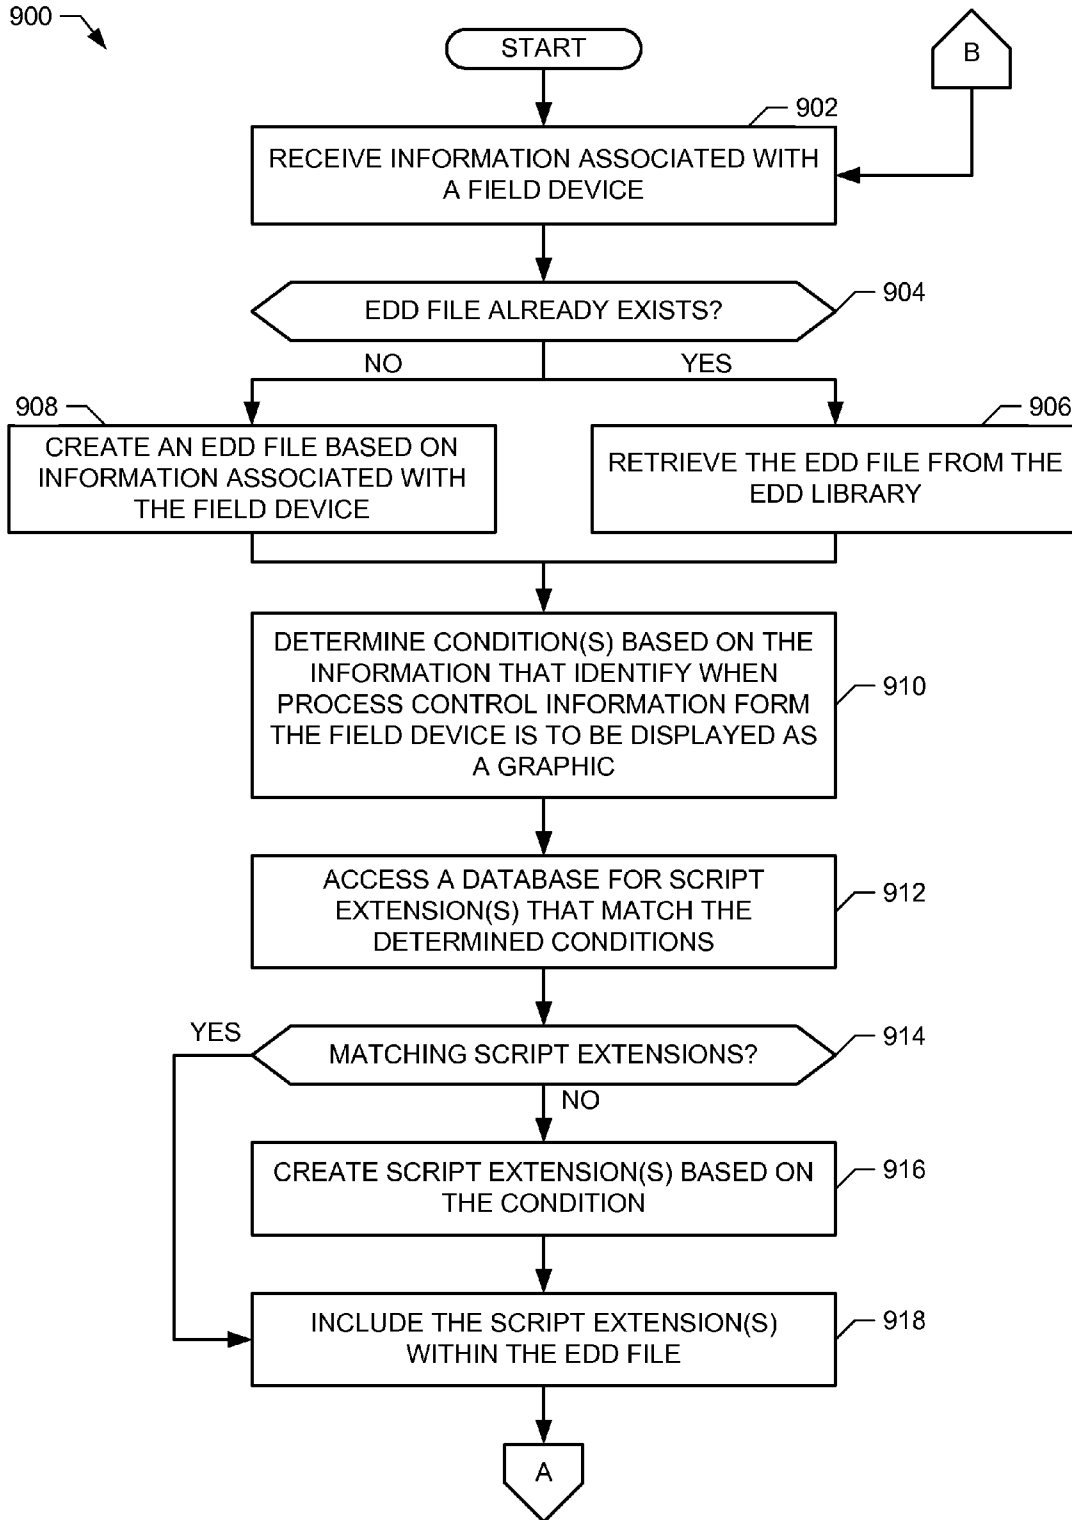 900
START
B
902
RECEIVE INFORMATION ASSOCIATED WITH
A FIELD DEVICE
904
EDD FILE ALREADY EXISTS?
NO
YES
908
906
CREATE AN EDD FILE BASED ON
INFORMATION ASSOCIATED WITH
THE FIELD DEVICE
RETRIEVE THE EDD FILE FROM THE
EDD LIBRARY
DETERMINE CONDITION(S) BASED ON THE
INFORMATION THAT IDENTIFY WHEN
PROCESS CONTROL INFORMATION FORM
THE FIELD DEVICE IS TO BE DISPLAYED AS
A GRAPHIC
910
ACCESS A DATABASE FOR SCRIPT
EXTENSION(S) THAT MATCH THE
DETERMINED CONDITIONS
912
YES
MATCHING SCRIPT EXTENSIONS?
914
NO
CREATE SCRIPT EXTENSION(S) BASED ON
THE CONDITION
916
INCLUDE THE SCRIPT EXTENSION(S)
WITHIN THE EDD FILE
918
A